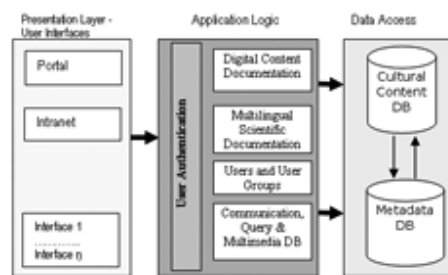 Presentation Layer -
User Interfaces
Portal
Intranet
Interface 1
............
Interface n
Application Logic
User Authentication
Digital Content
Documentation
Multilingual
Scientific
Documentation
Users and User
Groups
Communication,
Query &
Multimedia DB
Data Access
Cultural
Content
DB
Metadata
DB